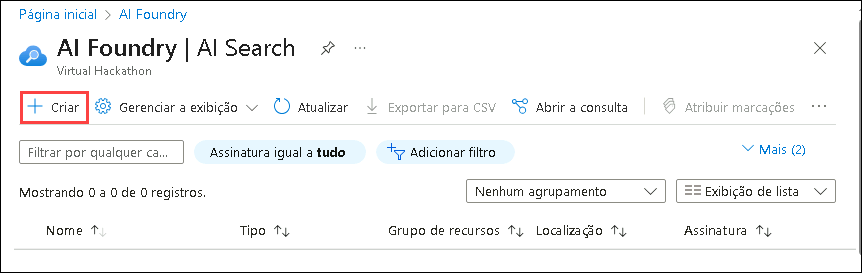 Página inicial > AI Foundry >
AI Foundry | AI Search
Virtual Hackathon
Criar Gerenciar a exibição Atualizar Exportar para CSV Abrir a consulta Atribuir marcações
Filtrar por qualquer ca... Assinatura igual a tudo Adicionar filtro Mais (2)
Mostrando 0 a 0 de 0 registros. Nenhum agrupamento Exibição de lista
Nome Tipo Grupo de recursos Localização Assinatura